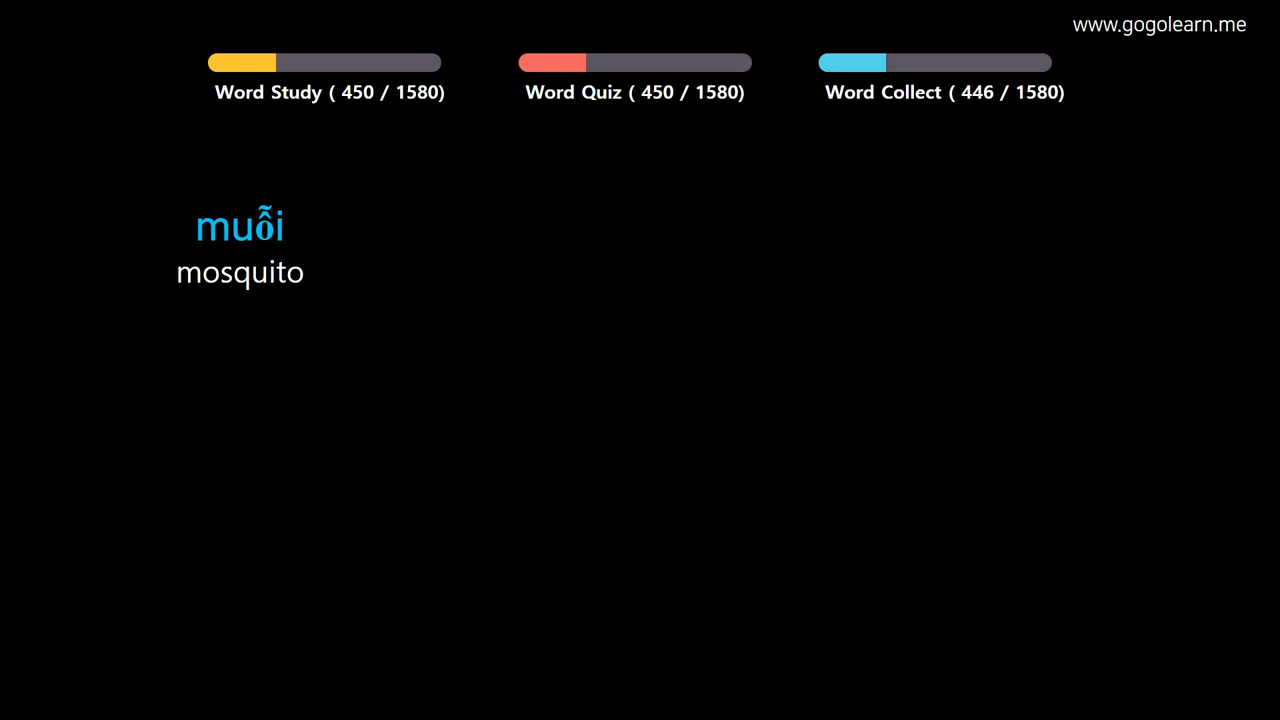 www.gogolearn.me
Word Study ( 450 / 1580)
Word Quiz ( 450 / 1580)
Word Collect ( 446 / 1580)
muỗi
mosquito